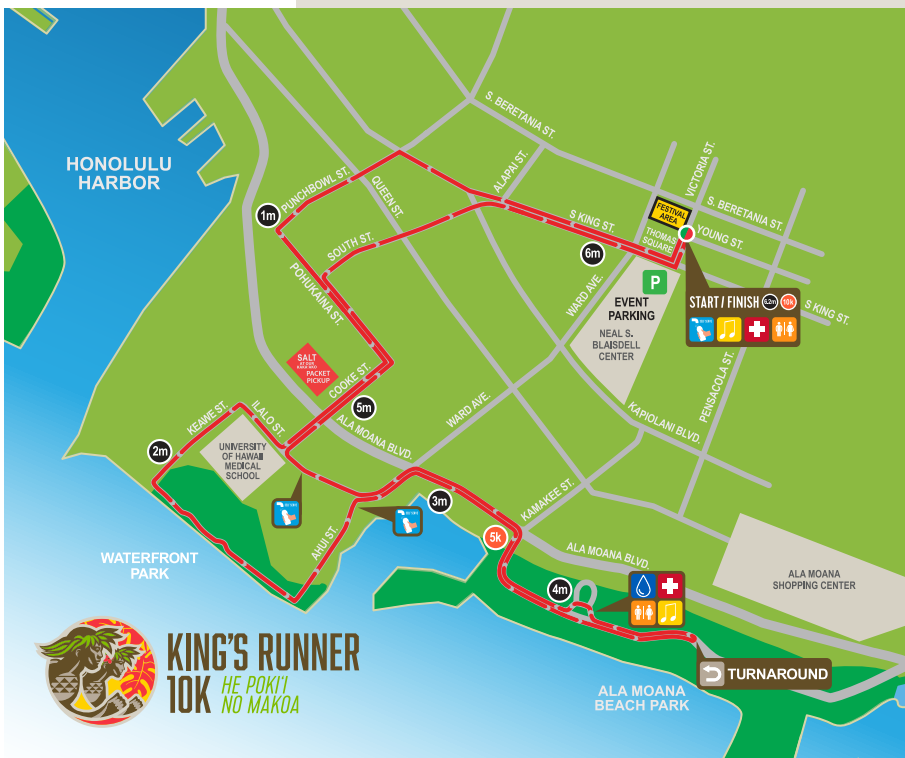 HONOLULU
HARBOR
S. BERETANIA ST.
VICTORIA ST.
ALAPAI ST.
PUNCHBOWL ST.
QUEEN ST.
1m
FESTIVAL
AREA
S. BERETANIA ST.
YOUNG ST.
THOMAS
SQUARE
S KING ST.
SOUTH ST.
6m
P
POHUKAINA ST.
WARD AVE.
EVENT
PARKING
NEAL S.
BLAISDELL
CENTER
START / FINISH 6.2m 10k
S KING ST.
PENSACOLA ST.
SALT
PACKET
PICKUP
COOKE ST.
5m
ALA MOANA BLVD.
WARD AVE.
KAPIOLANI BLVD.
KEAWE ST.
ILALO ST.
2m
UNIVERSITY
OF HAWAII
MEDICAL
SCHOOL
3m
KAMAKEE ST.
AHUI ST.
5k
ALA MOANA BLVD.
WATERFRONT
PARK
4m
ALA MOANA
SHOPPING CENTER
KING'S RUNNER
10K HE POKI'I
NO MAKOA
TURNAROUND
ALA MOANA
BEACH PARK